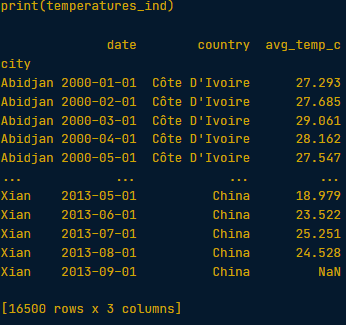 print(temperatures_ind)
date country avg_temp_c
city
Abidjan 2000-01-01 Côte D'Ivoire 27.293
Abidjan 2000-02-01 Côte D'Ivoire 27.685
Abidjan 2000-03-01 Côte D'Ivoire 29.061
Abidjan 2000-04-01 Côte D'Ivoire 28.162
Abidjan 2000-05-01 Côte D'Ivoire 27.547
... ... ... ...
Xian 2013-05-01 China 18.979
Xian 2013-06-01 China 23.522
Xian 2013-07-01 China 25.251
Xian 2013-08-01 China 24.528
Xian 2013-09-01 China NaN
[16500 rows x 3 columns]